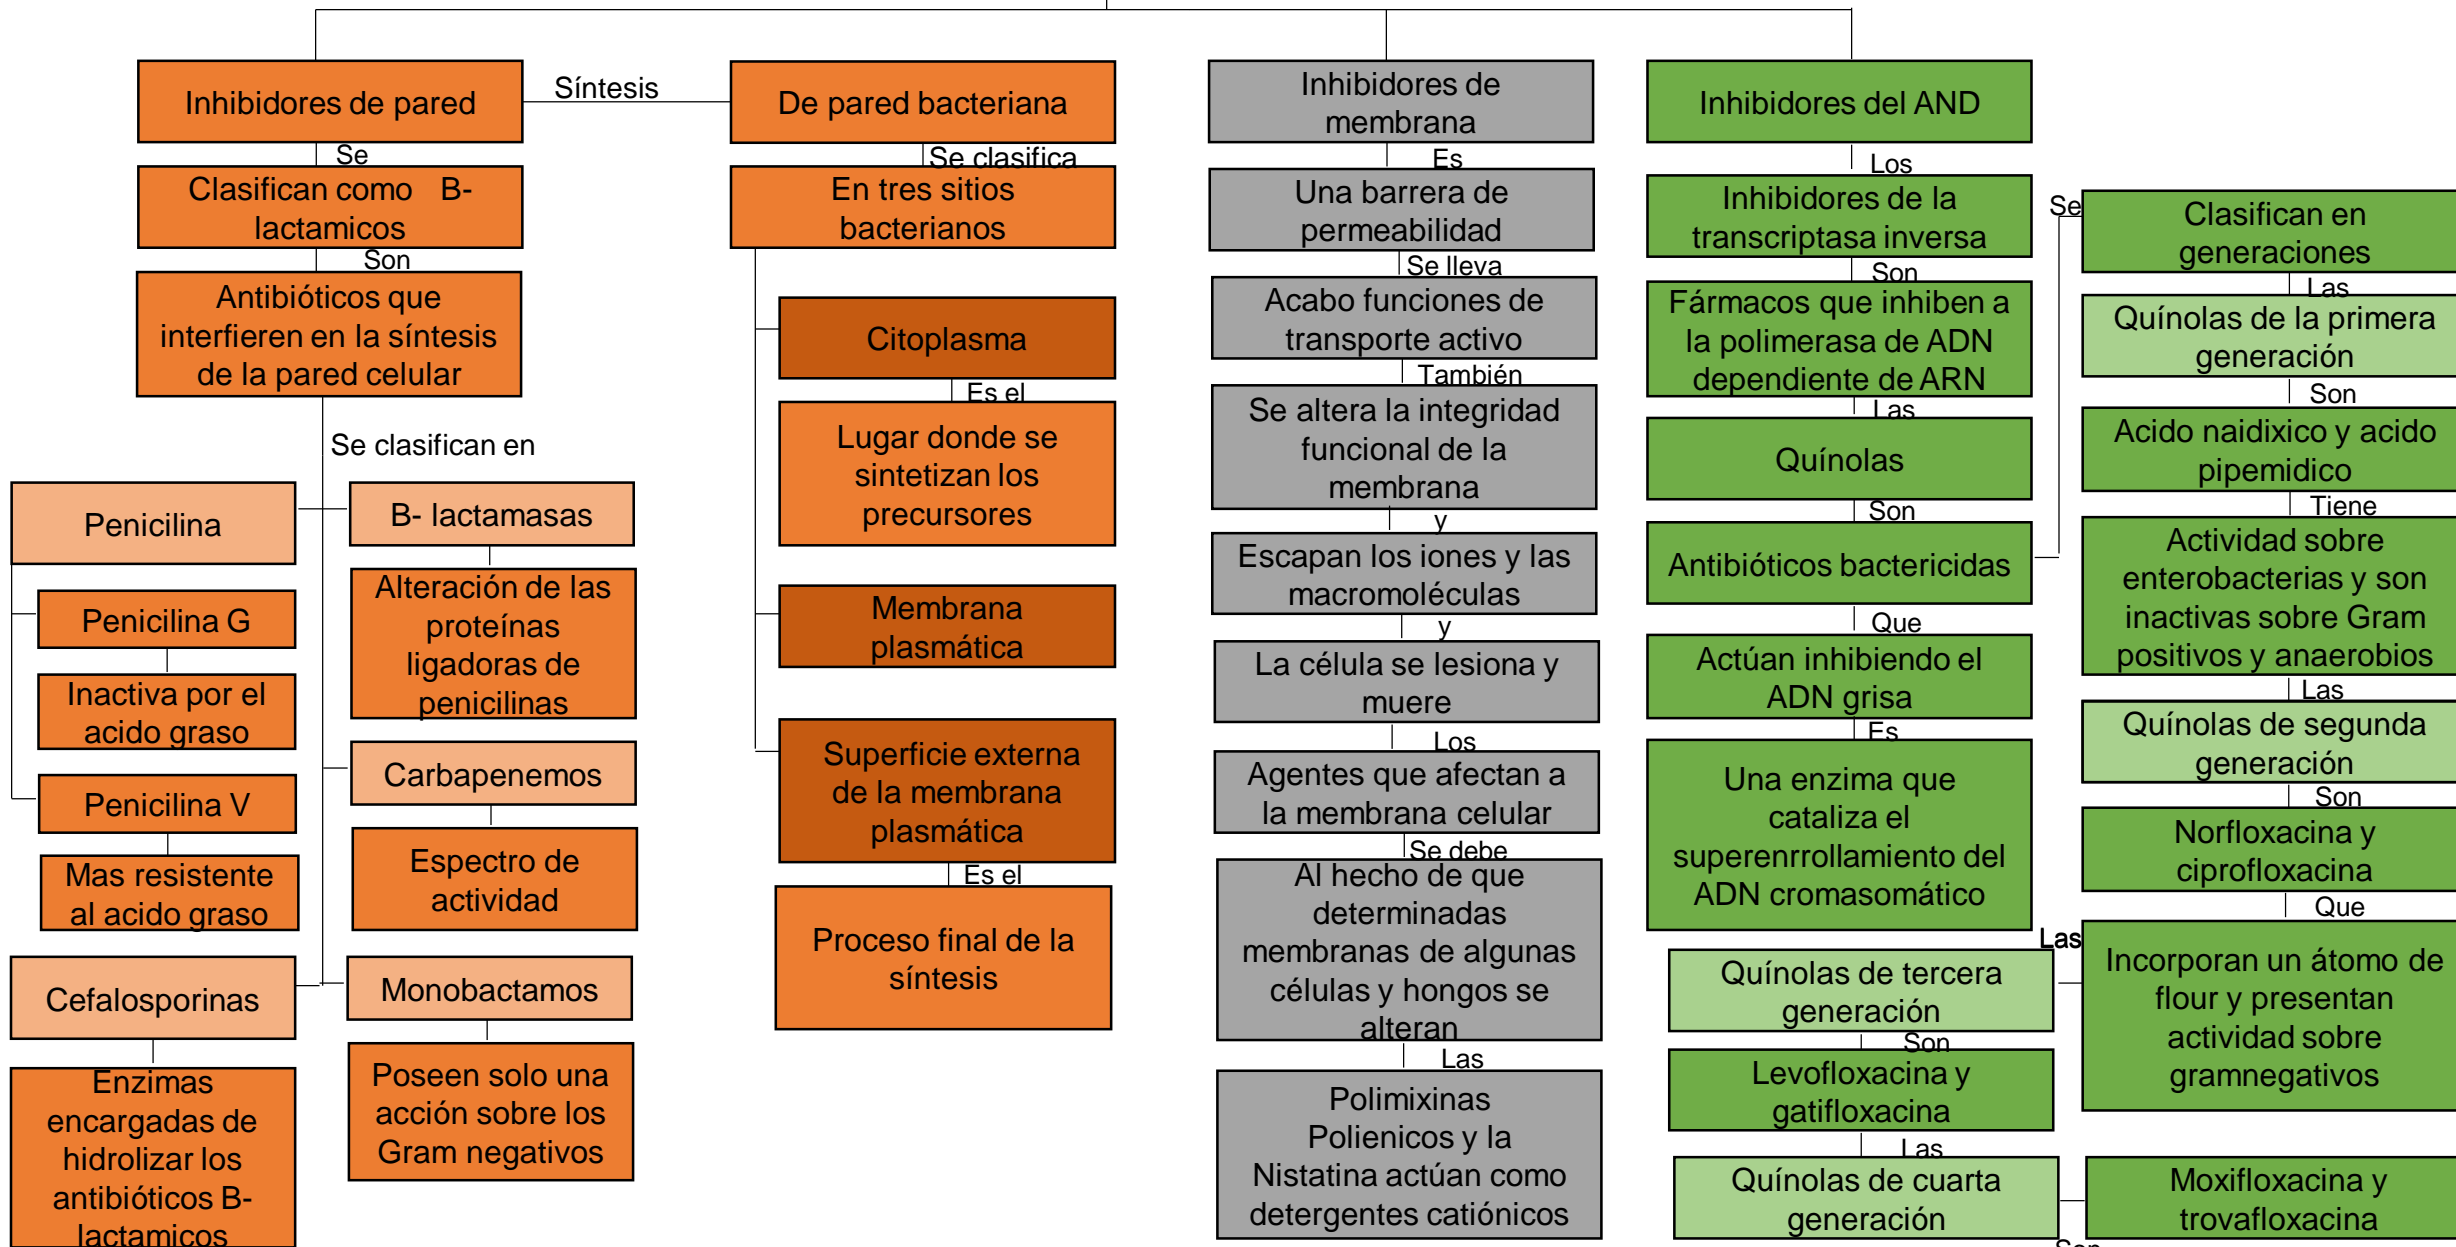 Inhibidores de pared
Síntesis
De pared bacteriana
Se
Clasifican como B-
lactamicos
Son
Antibióticos que
interfieren en la síntesis
de la pared celular
Se clasifican en
Penicilina
Penicilina G
Inactiva por el
acido graso
Penicilina V
Mas resistente
al acido graso
Cefalosporinas
Enzimas
encargadas de
hidrolizar los
antibióticos B-
lactamicos
B- lactamasas
Alteración de las
proteínas
ligadoras de
penicilinas
Carbapenemos
Espectro de
actividad
Monobactamos
Poseen solo una
acción sobre los
Gram negativos
Se clasifica
En tres sitios
bacterianos
Citoplasma
Es el
Lugar donde se
sintetizan los
precursores
Membrana
plasmática
Superficie externa
de la membrana
plasmática
Es el
Proceso final de la
síntesis
Inhibidores de
membrana
Es
Una barrera de
permeabilidad
Se lleva
Acabo funciones de
transporte activo
También
Se altera la integridad
funcional de la
membrana
y
Escapan los iones y las
macromoléculas
y
La célula se lesiona y
muere
Los
Agentes que afectan a
la membrana celular
Se debe
Al hecho de que
determinadas
membranas de algunas
células y hongos se
alteran
Las
Polimixinas
Polienicos y la
Nistatina actúan como
detergentes catiónicos
Inhibidores del AND
Los
Inhibidores de la
transcriptasa inversa
Son
Fármacos que inhiben a
la polimerasa de ADN
dependiente de ARN
Las
Quínolas
Son
Antibióticos bactericidas
Que
Actúan inhibiendo el
ADN grisa
Es
Una enzima que
cataliza el
superenrrollamiento del
ADN cromasomático
Se
Clasifican en
generaciones
Las
Quínolas de la primera
generación
Son
Acido naidixico y acido
pipemidico
Tiene
Actividad sobre
enterobacterias y son
inactivas sobre Gram
positivos y anaerobios
Las
Quínolas de segunda
generación
Son
Norfloxacina y
ciprofloxacina
Que
Incorporan un átomo de
flour y presentan
actividad sobre
gramnegativos
Las
Quínolas de tercera
generación
Son
Levofloxacina y
gatifloxacina
Las
Quínolas de cuarta
generación
Son
Moxifloxacina y
trovafloxacina